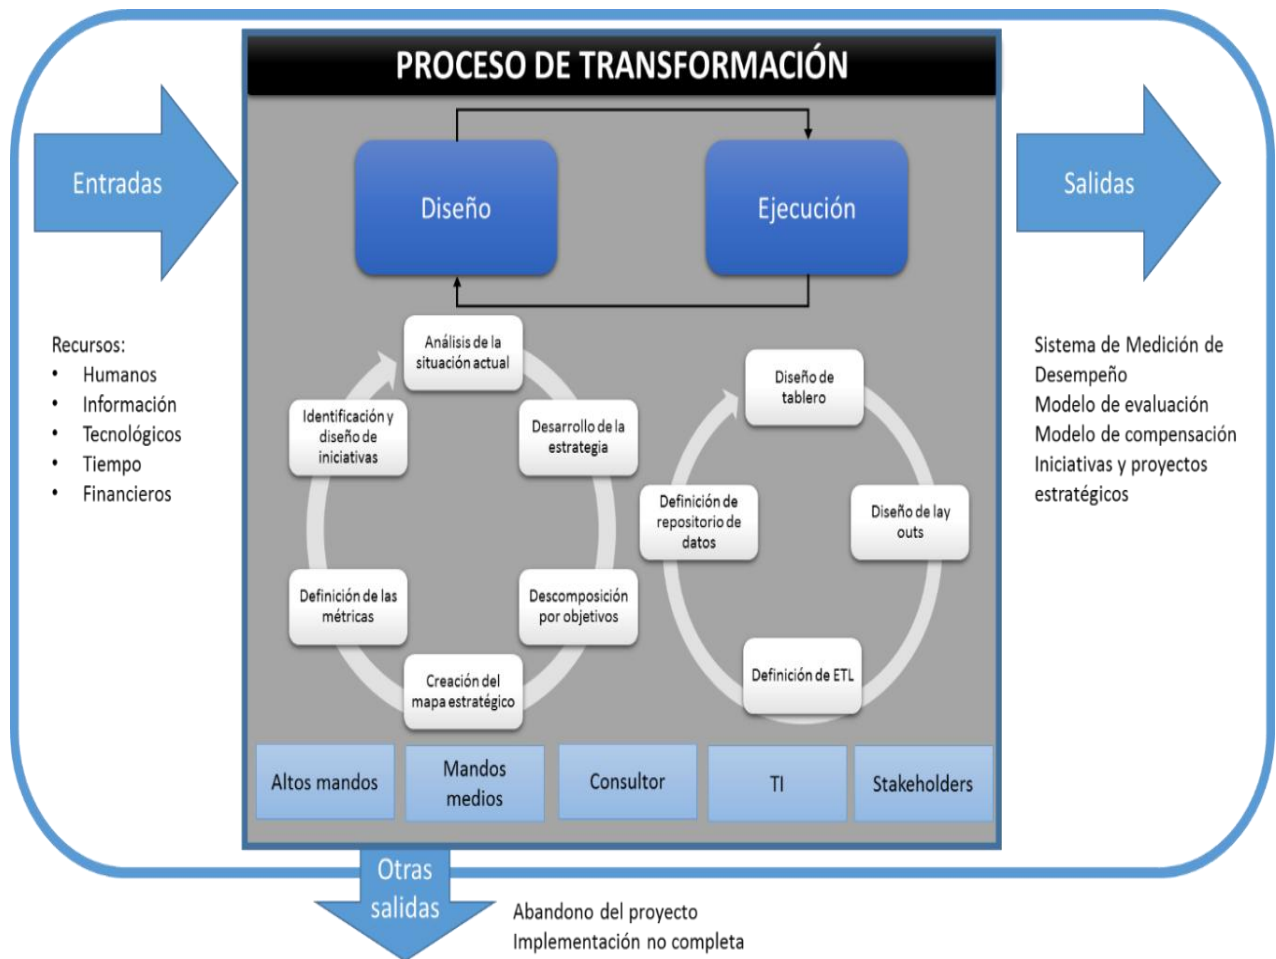 PROCESO DE TRANSFORMACIÓN
Entradas
Diseño
Ejecución
Salidas
Recursos:
• Humanos
• Información
• Tecnológicos
• Tiempo
• Financieros
Análisis de la
situación actual
Desarrollo de la
estrategia
Descomposición
por objetivos
Creación del
mapa estratégico
Definición de las
métricas
Identificación y
diseño de
iniciativas
Diseño de
tablero
Diseño de lay
outs
Definición de ETL
Definición de
repositorio de
datos
Sistema de Medición de
Desempeño
Modelo de evaluación
Modelo de compensación
Iniciativas y proyectos
estratégicos
Altos mandos
Mandos
medios
Consultor
TI
Stakeholders
Otras
salidas
Abandono del proyecto
Implementación no completa